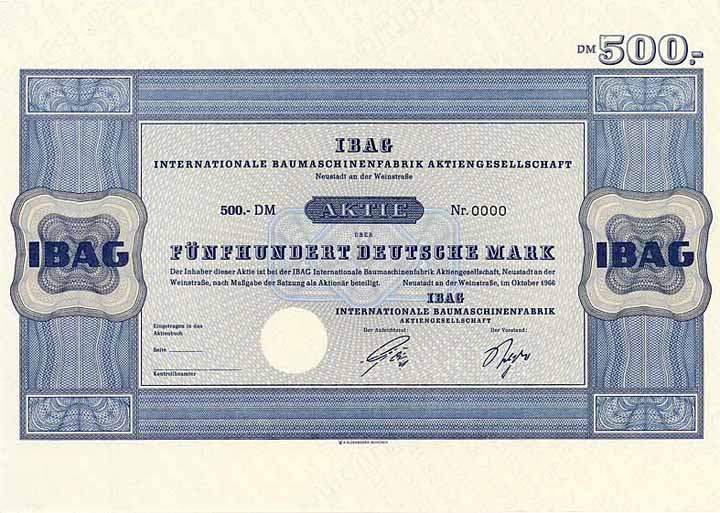 DM 500.-
IBAG
INTERNATIONALE BAUMASCHINENFABRIK AKTIENGESELLSCHAFT
Neustadt an der Weinstraße
500.- DM AKTIE Nr. 0000
ÜBER
FÜNFHUNDERT DEUTSCHE MARK
IBAG
IBAG
Der Inhaber dieser Aktie ist bei der IBAG Internationale Baumaschinenfabrik Aktiengesellschaft, Neustadt an der
Weinstraße, nach Maßgabe der Satzung als Aktionär beteiligt. Neustadt an der Weinstraße, im Oktober 1966
IBAG
INTERNATIONALE BAUMASCHINENFABRIK
AKTIENGESELLSCHAFT
Eingetragen in das
Aktienbuch
Der Aufsichtsrat:
Der Vorstand:
Seite
Kontrollbeamter